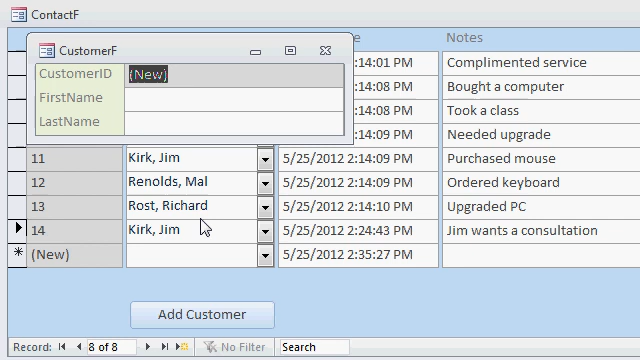 ContactF
CustomerF
CustomerID (New)
FirstName
LastName
e Notes
:14:01 PM Complimented service
:14:08 PM Bought a computer
:14:08 PM Took a class
:14:09 PM Needed upgrade
11 Kirk, Jim 5/25/2012 2:14:09 PM Purchased mouse
12 Renolds, Mal 5/25/2012 2:14:09 PM Ordered keyboard
13 Rost, Richard 5/25/2012 2:14:10 PM Upgraded PC
14 Kirk, Jim 5/25/2012 2:24:43 PM Jim wants a consultation
(New) 5/25/2012 2:35:27 PM
Add Customer
Record: 8 of 8 No Filter Search